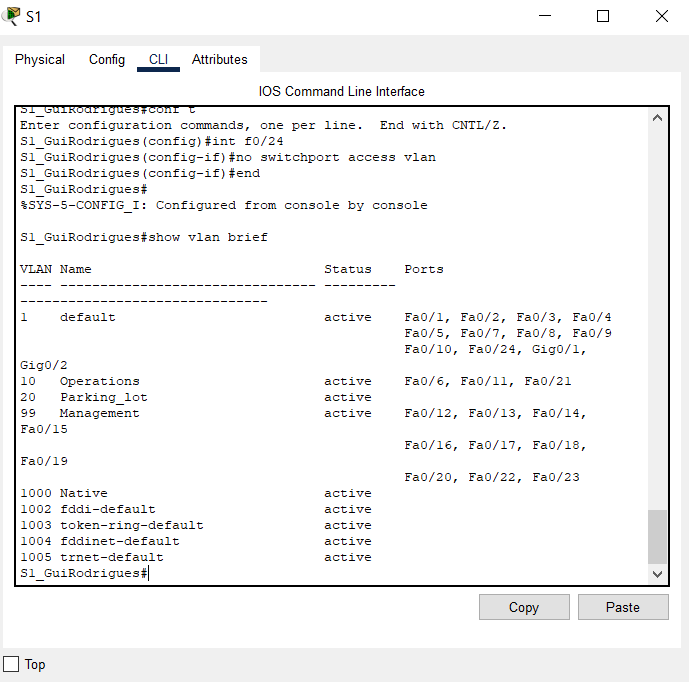 S1
Physical Config CLI Attributes
IOS Command Line Interface
S1_GuiRodrigues#conf t
Enter configuration commands, one per line. End with CNTL/Z.
S1_GuiRodrigues(config)#int f0/24
S1_GuiRodrigues(config-if)#no switchport access vlan
S1_GuiRodrigues(config-if)#end
S1_GuiRodrigues#
%SYS-5-CONFIG_I: Configured from console by console
S1_GuiRodrigues#show vlan brief
VLAN Name Status Ports
---- -------------------------------- ---------
-------------------------------
1 default active Fa0/1, Fa0/2, Fa0/3, Fa0/4
Fa0/5, Fa0/7, Fa0/8, Fa0/9
Fa0/10, Fa0/24, Gig0/1,
Gig0/2
10 Operations active Fa0/6, Fa0/11, Fa0/21
20 Parking_lot active
99 Management active Fa0/12, Fa0/13, Fa0/14,
Fa0/15
Fa0/16, Fa0/17, Fa0/18,
Fa0/19
Fa0/20, Fa0/22, Fa0/23
1000 Native active
1002 fddi-default active
1003 token-ring-default active
1004 fddinet-default active
1005 trnet-default active
S1_GuiRodrigues#
Copy Paste
Top